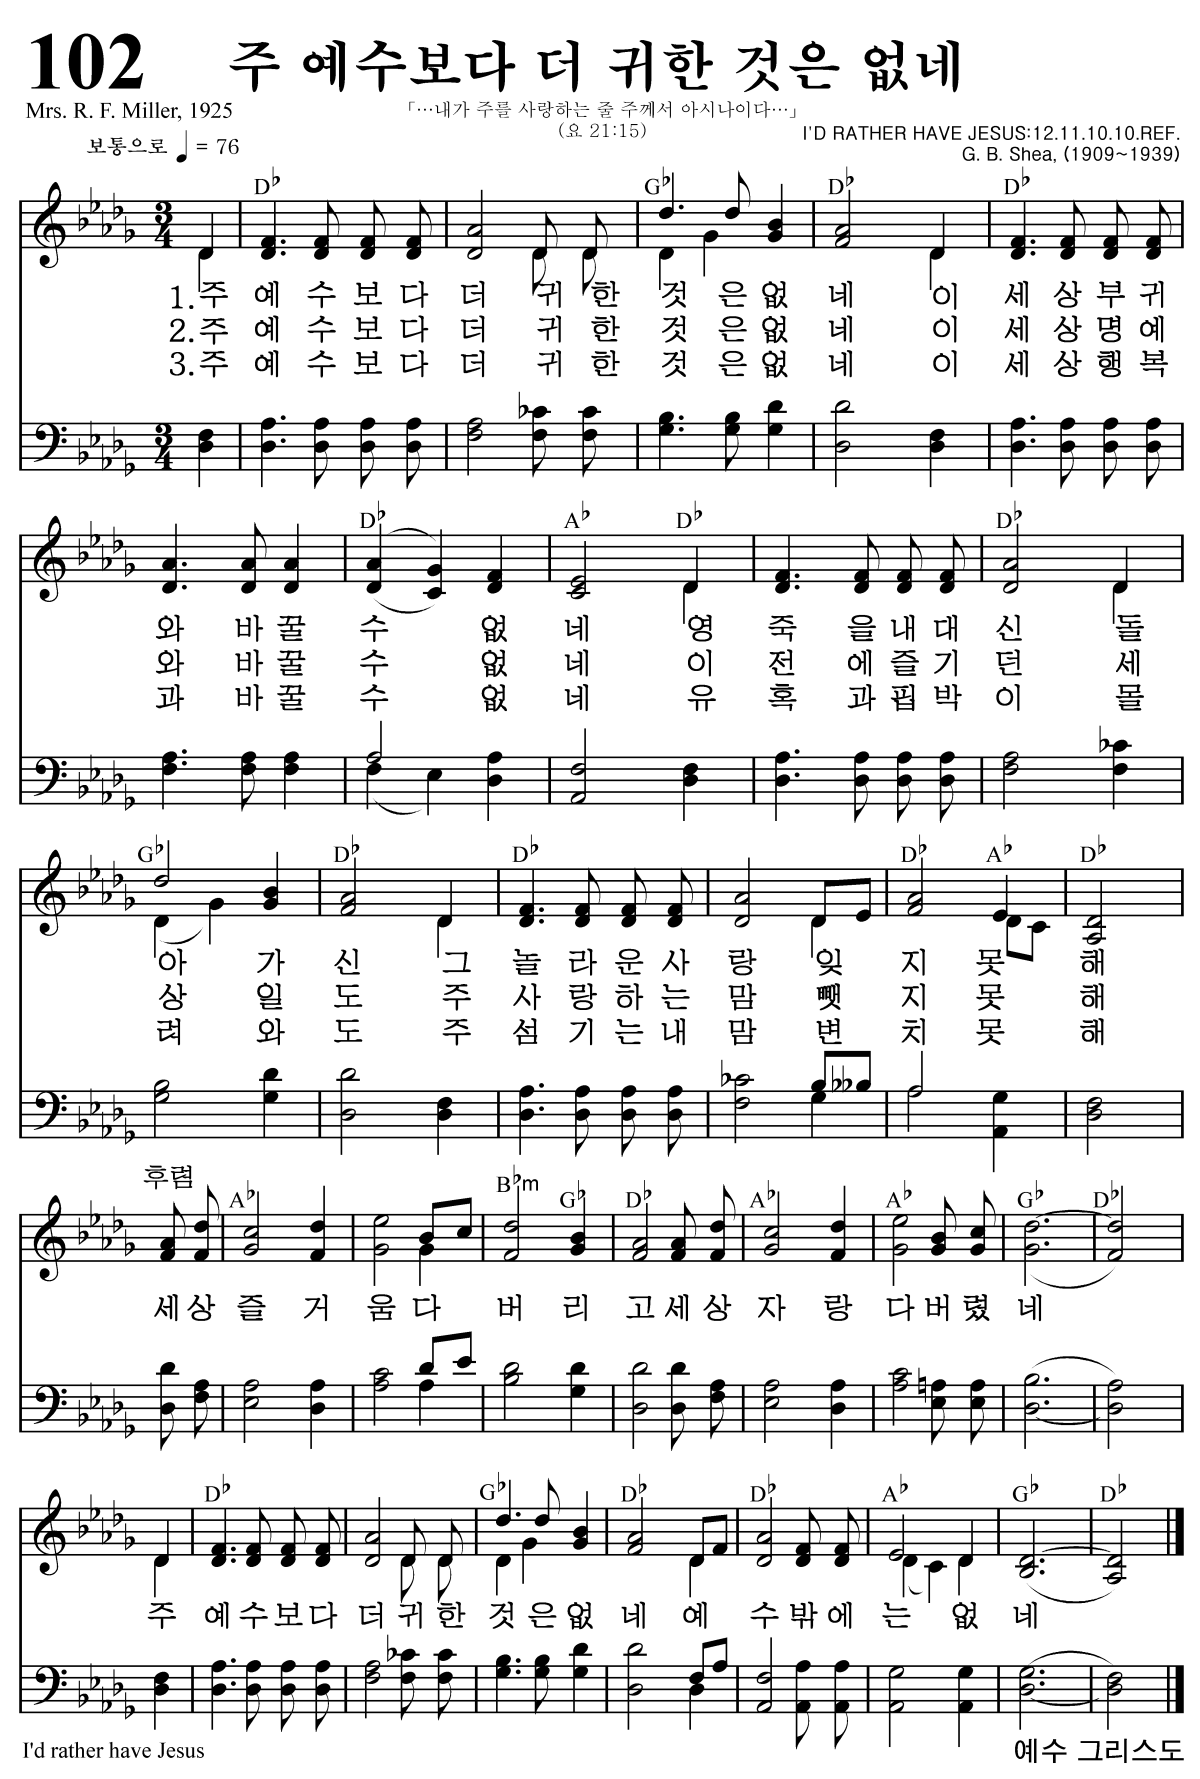 102 주 예수보다 더 귀한 것은 없네
Mrs. R. F. Miller, 1925
「…내가 주를 사랑하는 줄 주께서 아시나이다…」
(요 21:15)
보통으로 ♩ = 76
I'D RATHER HAVE JESUS:12.11.10.10.REF.
G. B. Shea, (1909~1939)
D♭ G♭ D♭ D♭
1.주 예 수 보 다 더 귀 한 것 은 없 네 이 세 상 부 귀
2.주 예 수 보 다 더 귀 한 것 은 없 네 이 세 상 명 예
3.주 예 수 보 다 더 귀 한 것 은 없 네 이 세 상 행 복
D♭ A♭ D♭ D♭
와 바 꿀 수 없 네 영 죽 을 내 대 신 돌
와 바 꿀 수 없 네 이 전 에 즐 기 던 세
과 바 꿀 수 없 네 유 혹 과 핍 박 이 몰
G♭ D♭ D♭ D♭ A♭ D♭
아 가 신 그 놀 라 운 사 랑 잊 지 못 해
상 일 도 주 사 랑 하 는 맘 뺏 지 못 해
려 와 도 주 섬 기 는 내 맘 변 치 못 해
후렴
A♭ B♭m G♭ D♭ A♭ A♭ G♭ D♭
세 상 즐 거 움 다 버 리 고 세 상 자 랑 다 버 렸 네
D♭ G♭ D♭ D♭ A♭ G♭ D♭
주 예 수 보 다 더 귀 한 것 은 없 네 예 수 밖 에 는 없 네
I'd rather have Jesus
예수 그리스도